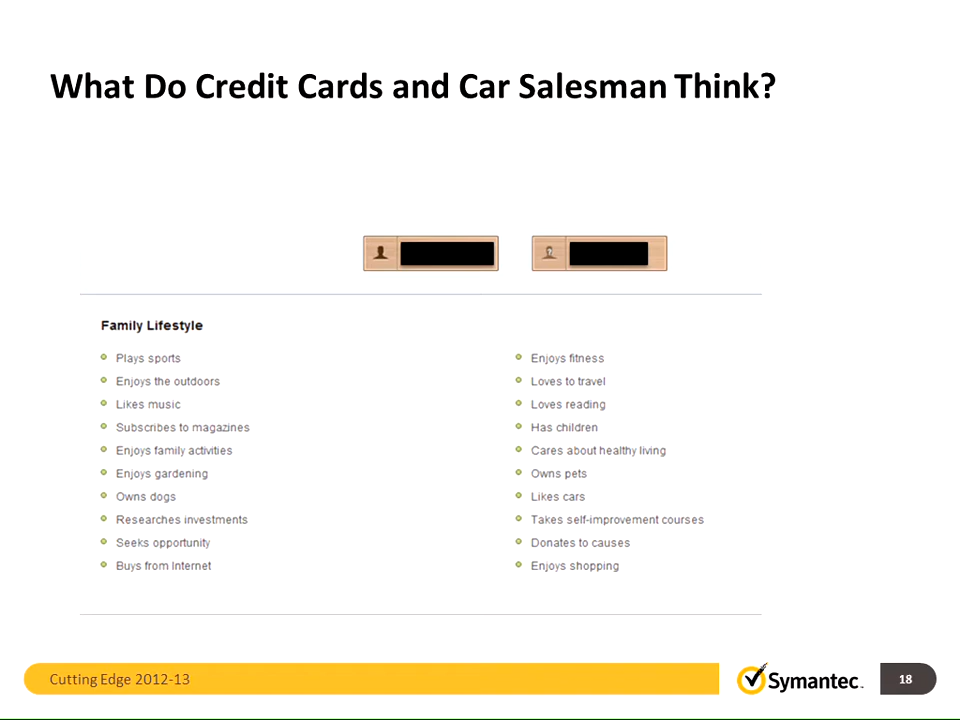 What Do Credit Cards and Car Salesman Think?
Family Lifestyle
Plays sports
Enjoys the outdoors
Likes music
Subscribes to magazines
Enjoys family activities
Enjoys gardening
Owns dogs
Researches investments
Seeks opportunity
Buys from Internet
Enjoys fitness
Loves to travel
Loves reading
Has children
Cares about healthy living
Owns pets
Likes cars
Takes self-improvement courses
Donates to causes
Enjoys shopping
Cutting Edge 2012-13
Symantec.
18